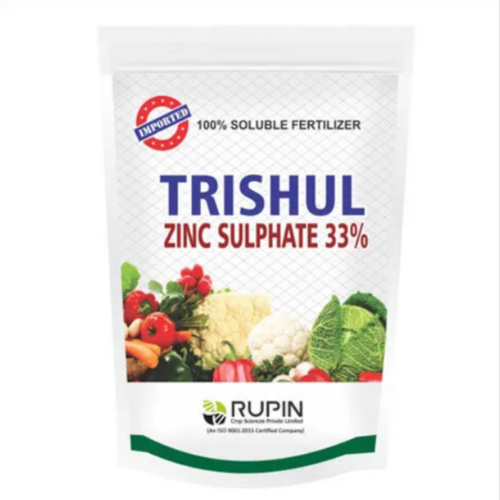 IMPORTED
100% SOLUBLE FERTILIZER
TRISHUL
ZINC SULPHATE 33%
RUPIN
Crop Sciences Private Limited
(An ISO 9001:2015 Certified Company)